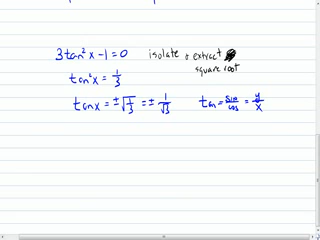 3tan²x - 1 = 0 isolate + extract
square root
tan²x = 1/3
tan x = ±√(1/3) = ± 1/√3 tan = sin/cos = y/x